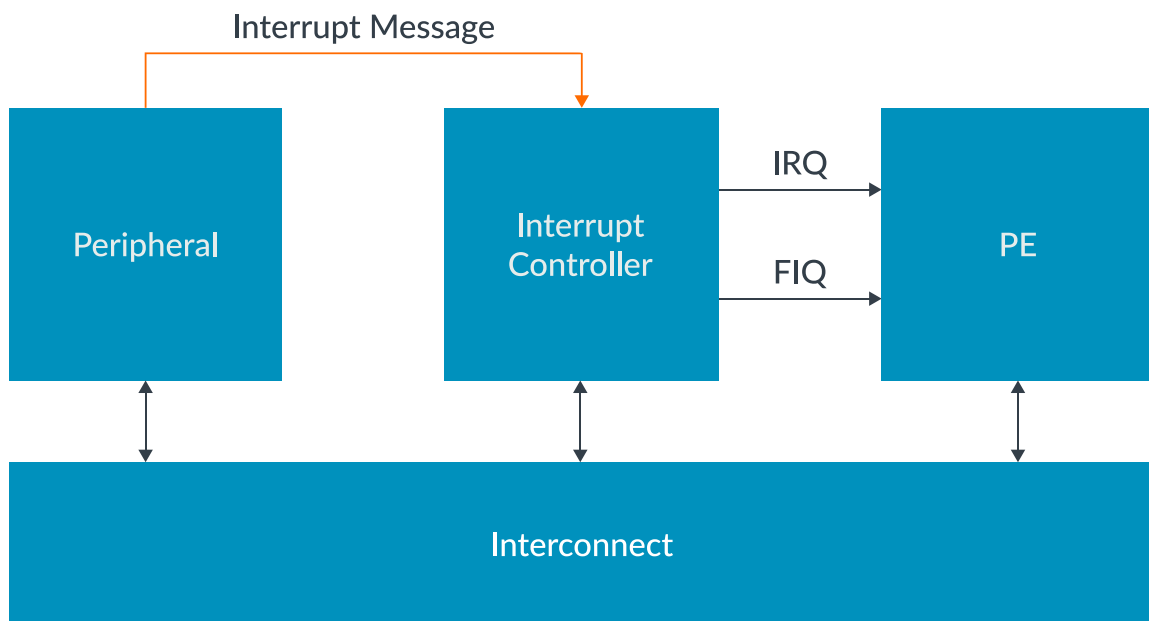 Interrupt Message
IRQ
Peripheral
Interrupt
Controller
PE
FIQ
Interconnect